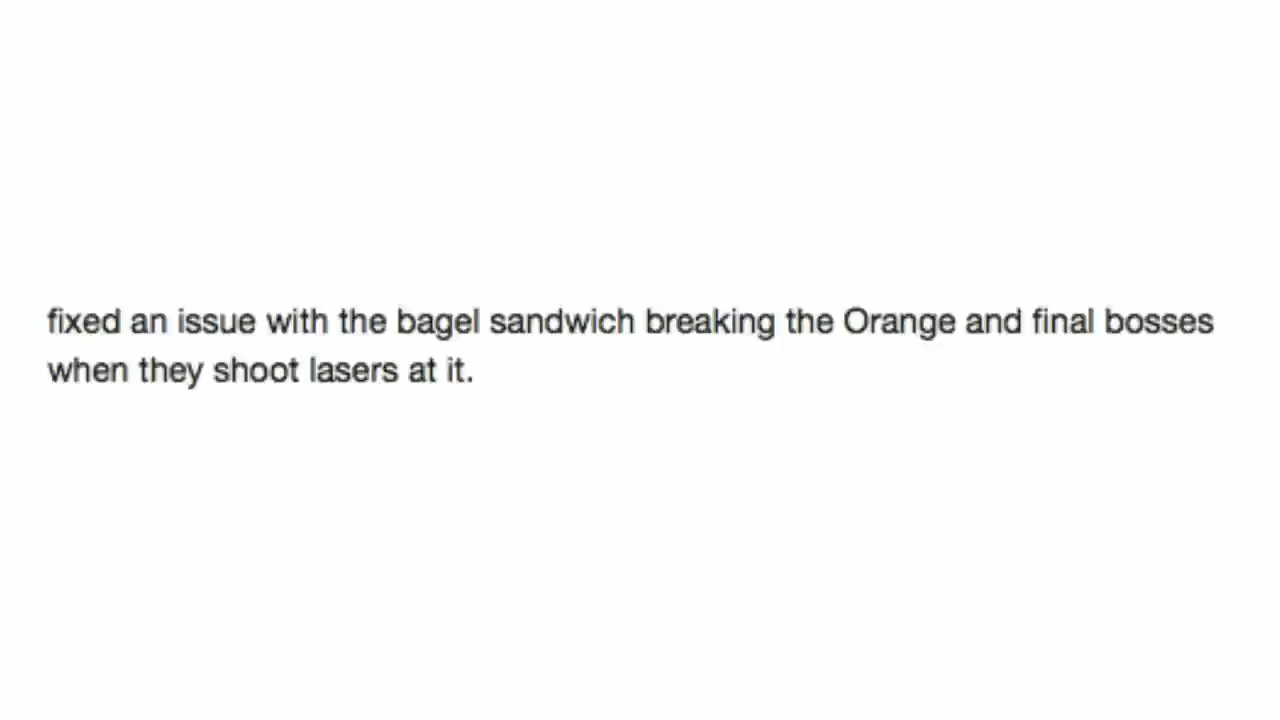 fixed an issue with the bagel sandwich breaking the Orange and final bosses
when they shoot lasers at it.